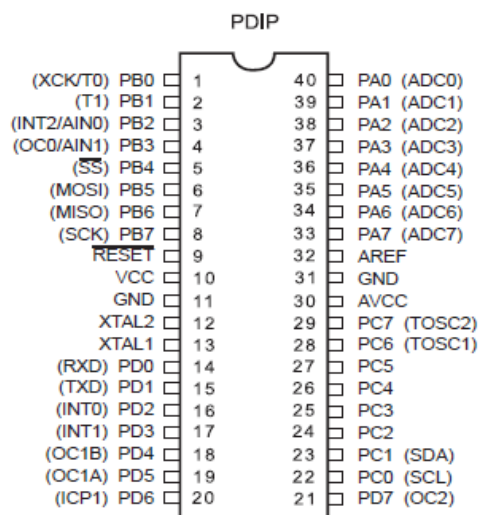 PDIP
(XCK/T0) PB0 1 40 PA0 (ADC0)
(T1) PB1 2 39 PA1 (ADC1)
(INT2/AIN0) PB2 3 38 PA2 (ADC2)
(OC0/AIN1) PB3 4 37 PA3 (ADC3)
(SS) PB4 5 36 PA4 (ADC4)
(MOSI) PB5 6 35 PA5 (ADC5)
(MISO) PB6 7 34 PA6 (ADC6)
(SCK) PB7 8 33 PA7 (ADC7)
RESET 9 32 AREF
VCC 10 31 GND
GND 11 30 AVCC
XTAL2 12 29 PC7 (TOSC2)
XTAL1 13 28 PC6 (TOSC1)
(RXD) PD0 14 27 PC5
(TXD) PD1 15 26 PC4
(INT0) PD2 16 25 PC3
(INT1) PD3 17 24 PC2
(OC1B) PD4 18 23 PC1 (SDA)
(OC1A) PD5 19 22 PC0 (SCL)
(ICP1) PD6 20 21 PD7 (OC2)